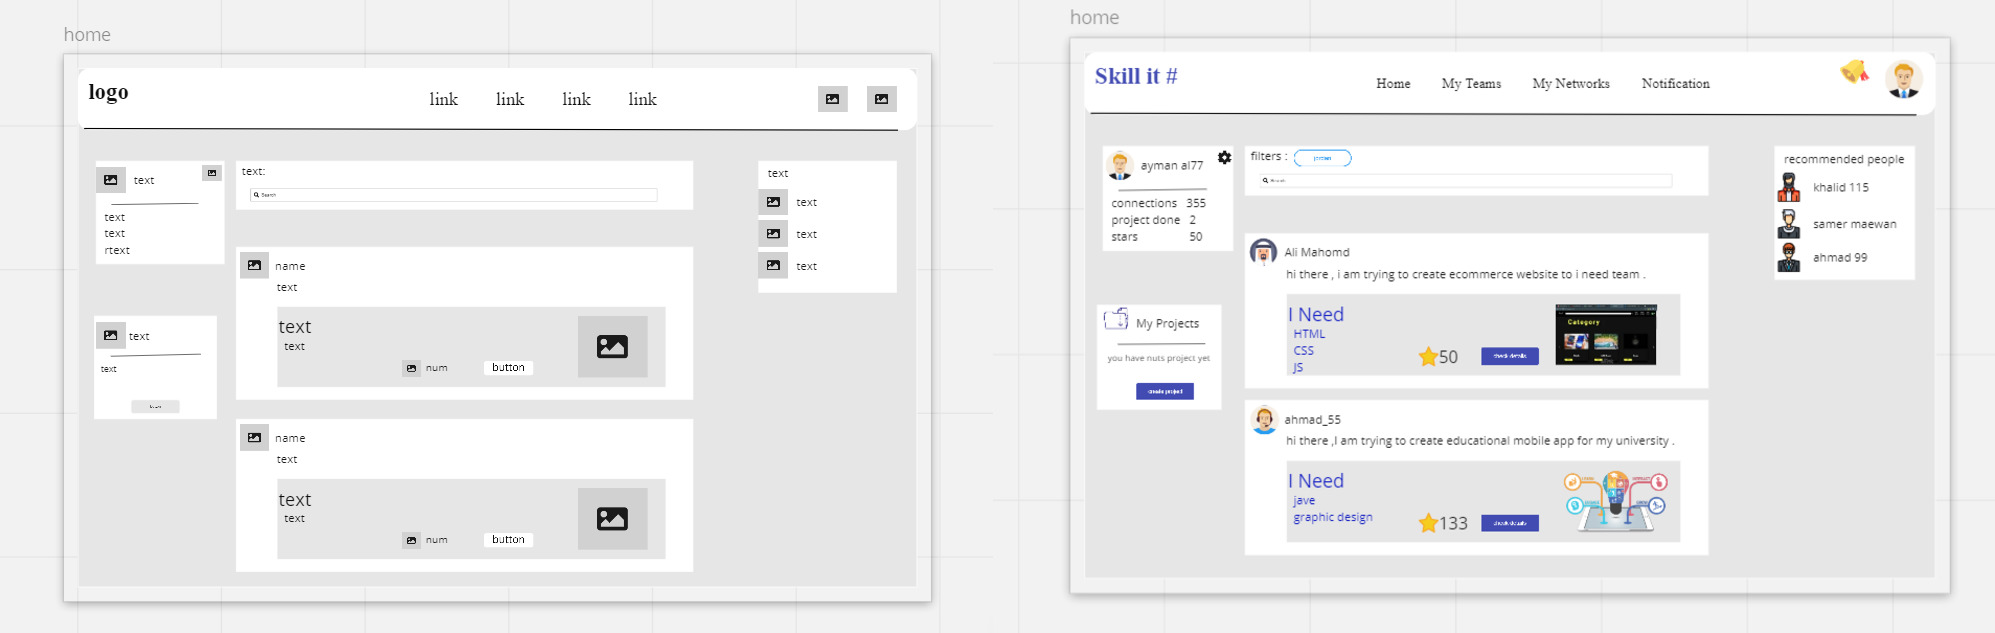 home
logo
link link link link
text
text
text
rtext
text
text
text:
Search
name
text
text
text
num
button
name
text
text
text
num
button
text
text
text
text
home
Skill it #
Home My Teams My Networks Notification
ayman al77
connections 355
project done 2
stars 50
My Projects
you have nuts project yet
create project
filters :
jordan
Search
Ali Mahomd
hi there , i am trying to create ecommerce website to i need team .
I Need
HTML
CSS
JS
50
check details
Category
ahmad_55
hi there ,I am trying to create educational mobile app for my university .
I Need
jave
graphic design
133
check details
recommended people
khalid 115
samer maewan
ahmad 99